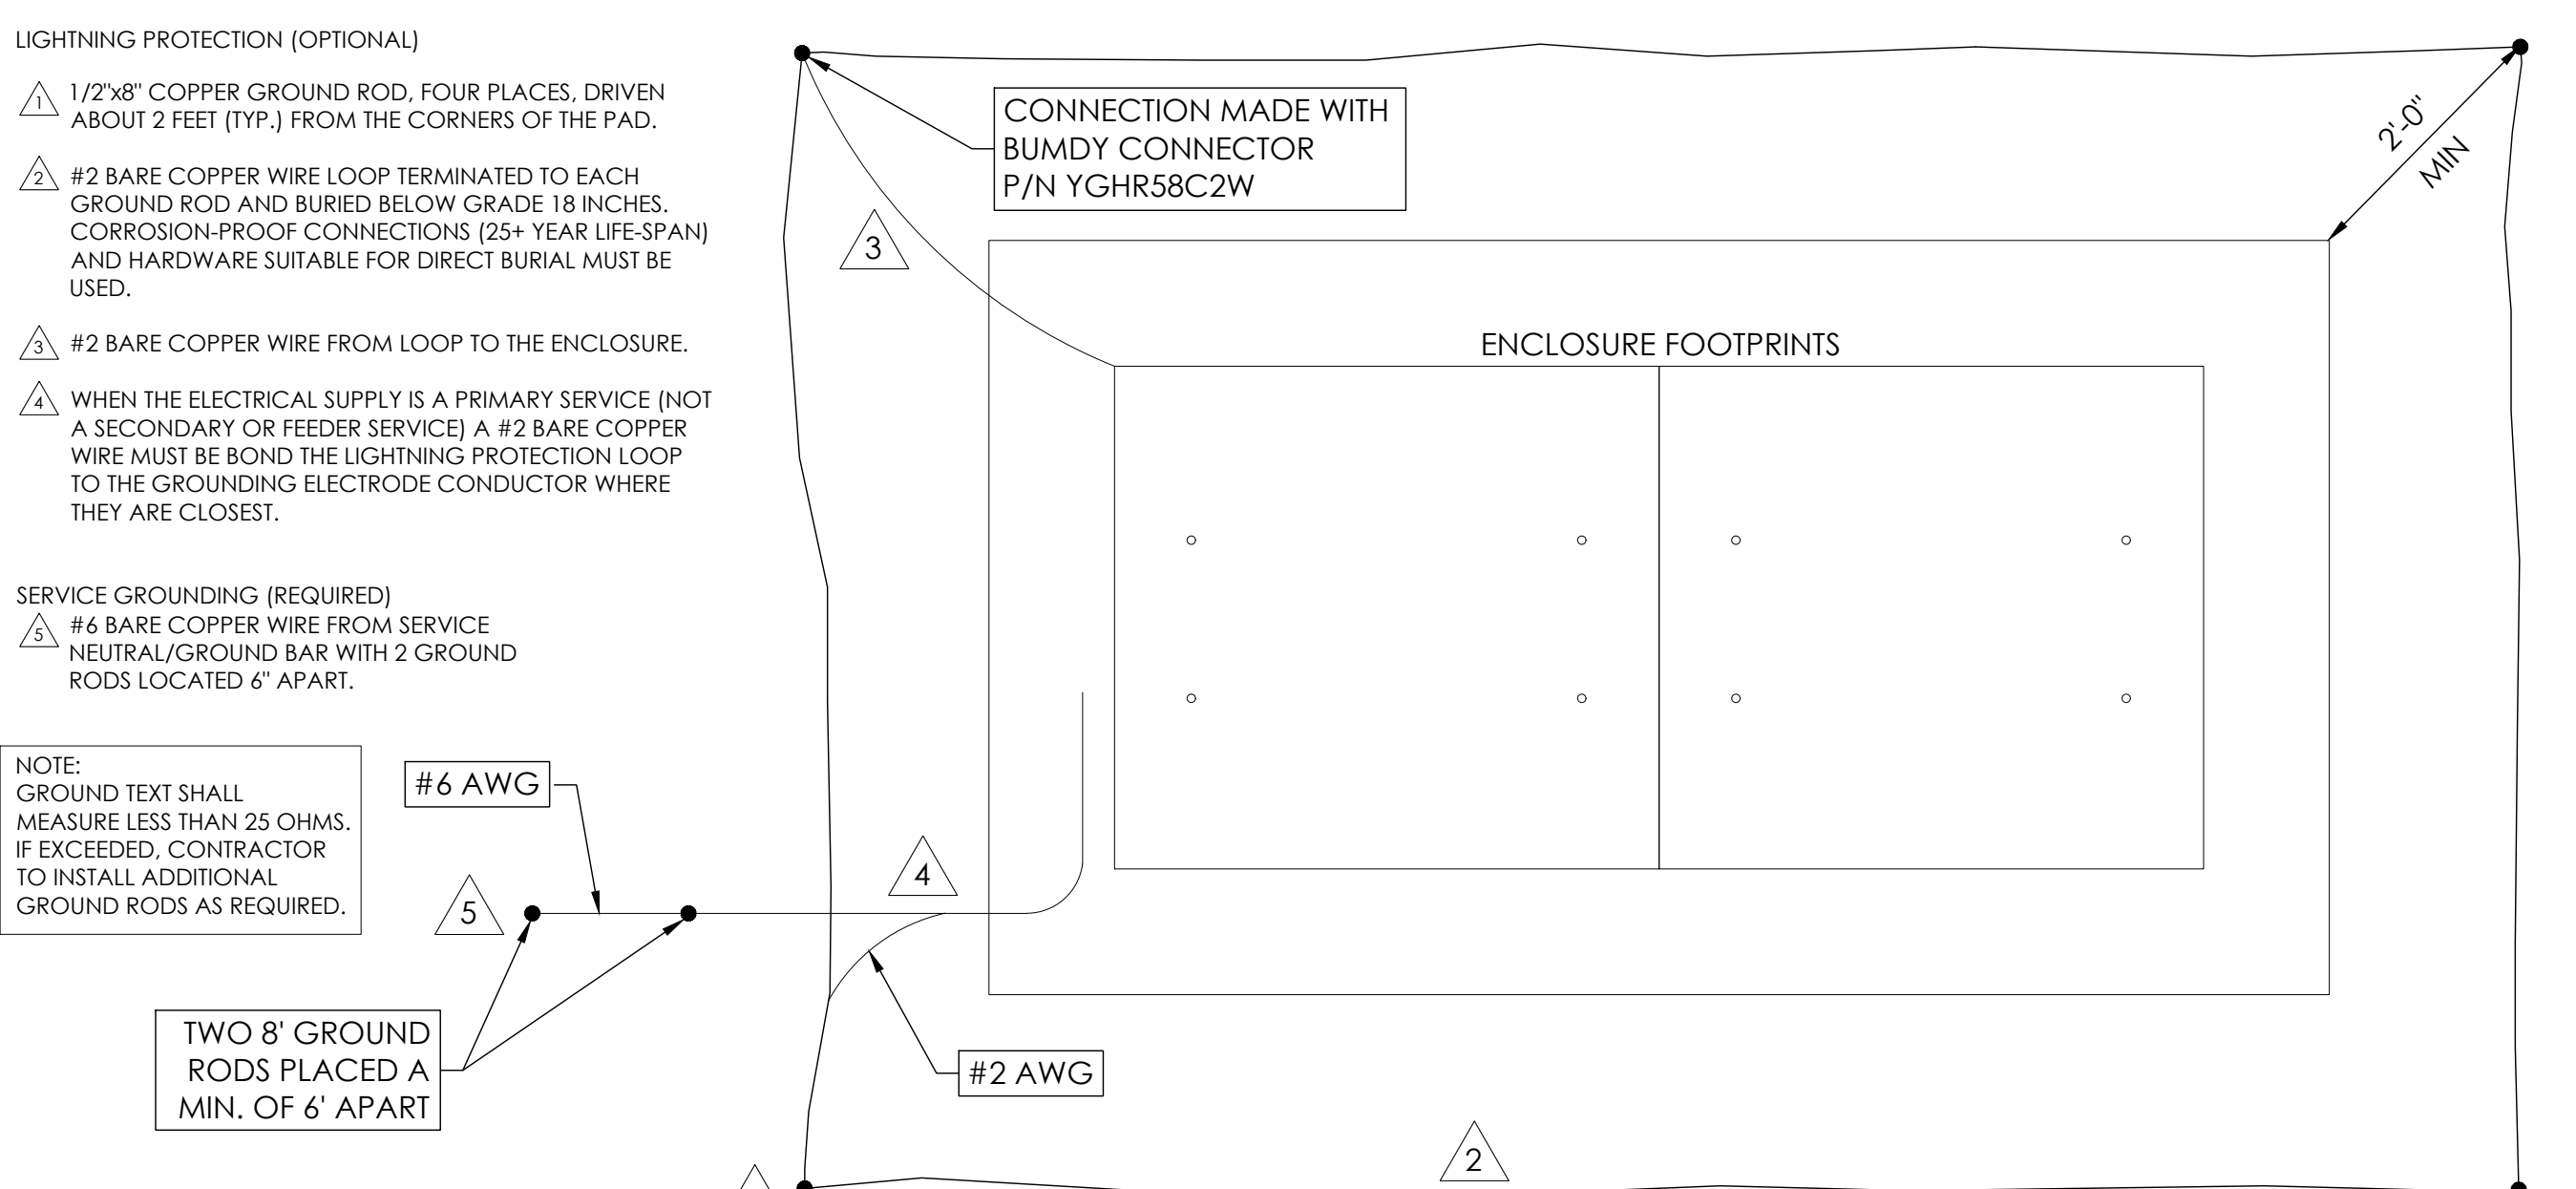 LIGHTNING PROTECTION (OPTIONAL)
1 1/2"x8" COPPER GROUND ROD, FOUR PLACES, DRIVEN
ABOUT 2 FEET (TYP.) FROM THE CORNERS OF THE PAD.
2 #2 BARE COPPER WIRE LOOP TERMINATED TO EACH
GROUND ROD AND BURIED BELOW GRADE 18 INCHES.
CORROSION-PROOF CONNECTIONS (25+ YEAR LIFE-SPAN)
AND HARDWARE SUITABLE FOR DIRECT BURIAL MUST BE
USED.
3 #2 BARE COPPER WIRE FROM LOOP TO THE ENCLOSURE.
4 WHEN THE ELECTRICAL SUPPLY IS A PRIMARY SERVICE (NOT
A SECONDARY OR FEEDER SERVICE) A #2 BARE COPPER
WIRE MUST BE BOND THE LIGHTNING PROTECTION LOOP
TO THE GROUNDING ELECTRODE CONDUCTOR WHERE
THEY ARE CLOSEST.
SERVICE GROUNDING (REQUIRED)
5 #6 BARE COPPER WIRE FROM SERVICE
NEUTRAL/GROUND BAR WITH 2 GROUND
RODS LOCATED 6" APART.
NOTE:
GROUND TEXT SHALL
MEASURE LESS THAN 25 OHMS.
IF EXCEEDED, CONTRACTOR
TO INSTALL ADDITIONAL
GROUND RODS AS REQUIRED.
#6 AWG
5
TWO 8' GROUND
RODS PLACED A
MIN. OF 6' APART
CONNECTION MADE WITH
BUMDY CONNECTOR
P/N YGHR58C2W
3
2'-0"
MIN
ENCLOSURE FOOTPRINTS
4
#2 AWG
2